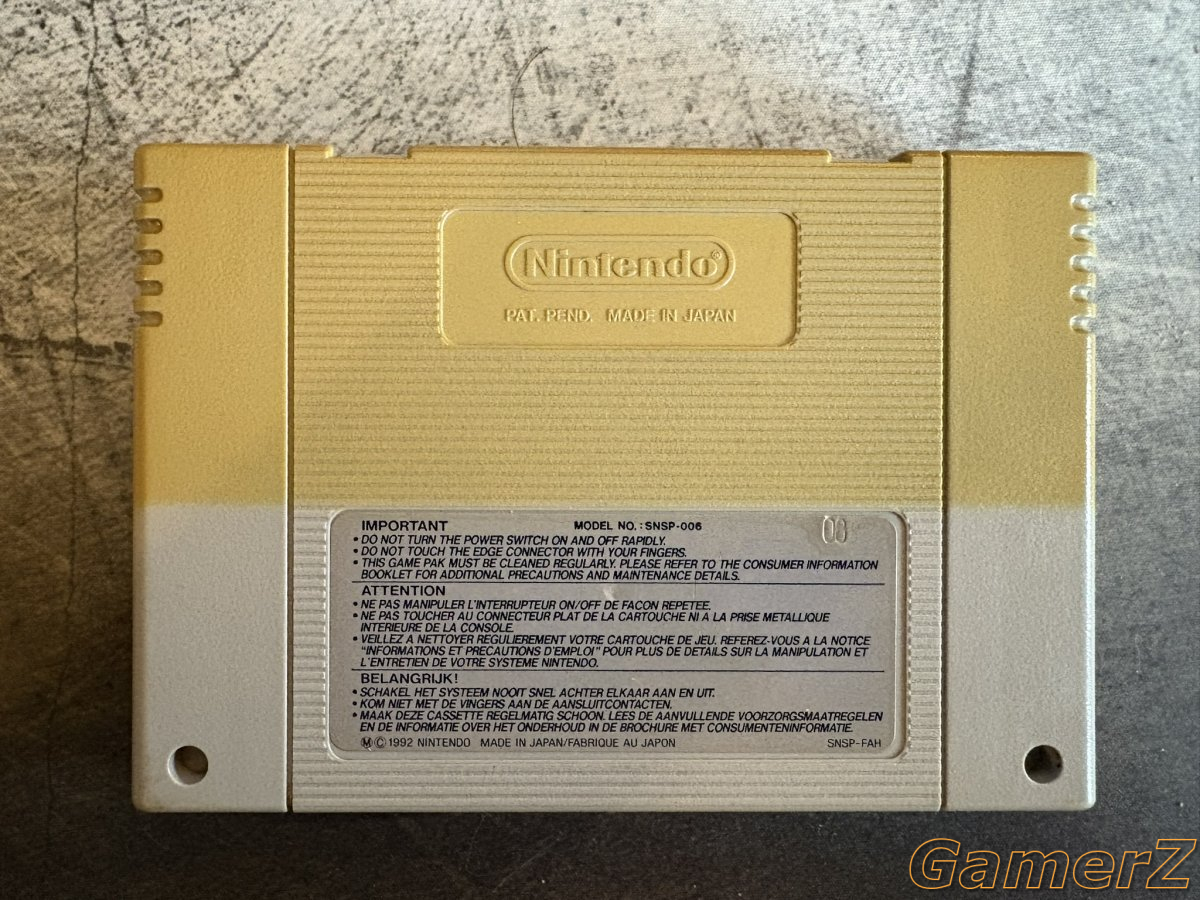 Nintendo®
PAT. PEND. MADE IN JAPAN
IMPORTANT MODEL NO.: SNSP-006 00
• DO NOT TURN THE POWER SWITCH ON AND OFF RAPIDLY.
• DO NOT TOUCH THE EDGE CONNECTOR WITH YOUR FINGERS.
• THIS GAME PAK MUST BE CLEANED REGULARLY. PLEASE REFER TO THE CONSUMER INFORMATION
BOOKLET FOR ADDITIONAL PRECAUTIONS AND MAINTENANCE DETAILS.
ATTENTION
• NE PAS MANIPULER L'INTERRUPTEUR ON/OFF DE FACON REPETEE.
• NE PAS TOUCHER AU CONNECTEUR PLAT DE LA CARTOUCHE NI A LA PRISE METALLIQUE
INTERIEURE DE LA CONSOLE.
• VEILLEZ A NETTOYER REGULIEREMENT VOTRE CARTOUCHE DE JEU. REFEREZ-VOUS A LA NOTICE
"INFORMATIONS ET PRECAUTIONS D'EMPLOI" POUR PLUS DE DETAILS SUR LA MANIPULATION ET
L'ENTRETIEN DE VOTRE SYSTEME NINTENDO.
BELANGRIJK!
• SCHAKEL HET SYSTEEM NOOIT SNEL ACHTER ELKAAR AAN EN UIT.
• KOM NIET MET DE VINGERS AAN DE AANSLUITCONTACTEN.
• MAAK DEZE CASSETTE REGELMATIG SCHOON. LEES DE AANVULLENDE VOORZORGSMAATREGELEN
EN DE INFORMATIE OVER HET ONDERHOUD IN DE BROCHURE MET CONSUMENTENINFORMATIE.
Ⓜ© 1992 NINTENDO MADE IN JAPAN/FABRIQUE AU JAPON SNSP-FAH
GamerZ